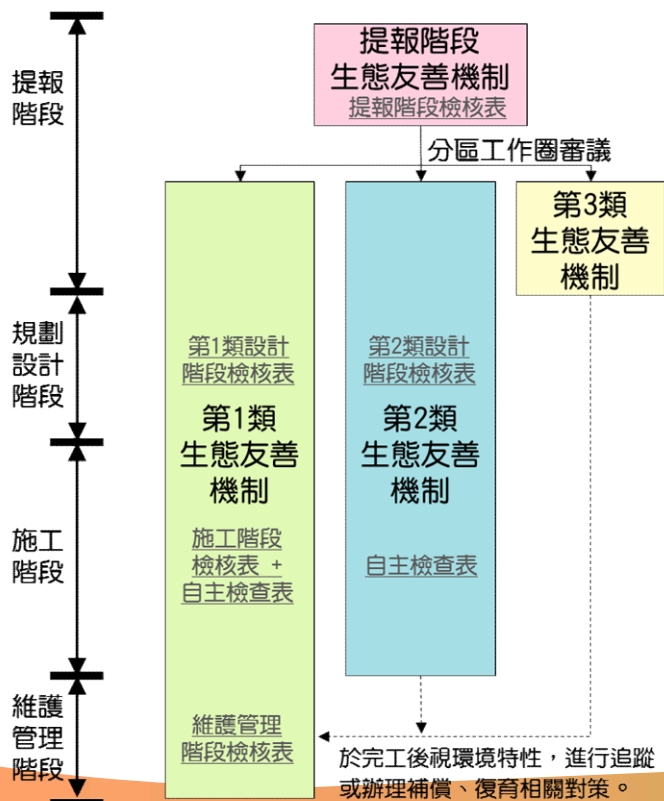 提報
階段
提報階段
生態友善機制
提報階段檢核表
分區工作圈審議
第3類
生態友善
機制
規劃
設計
階段
第1類設計
階段檢核表
第1類
生態友善
機制
第2類設計
階段檢核表
第2類
生態友善
機制
施工
階段
施工階段
檢核表 +
自主檢查表
自主檢查表
維護
管理
階段
維護管理
階段檢核表
於完工後視環境特性，進行追蹤
或辦理補償、復育相關對策。